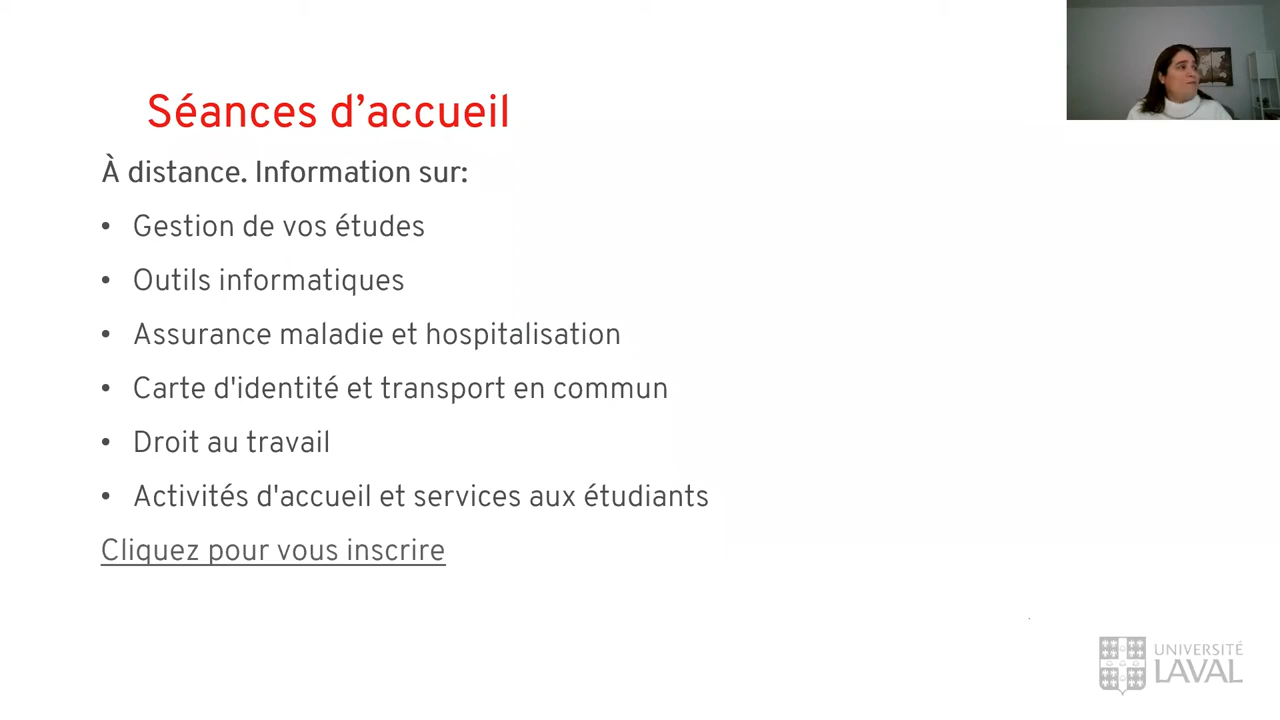 Séances d’accueil
À distance. Information sur:
• Gestion de vos études
• Outils informatiques
• Assurance maladie et hospitalisation
• Carte d'identité et transport en commun
• Droit au travail
• Activités d'accueil et services aux étudiants
Cliquez pour vous inscrire
UNIVERSITÉ
LAVAL